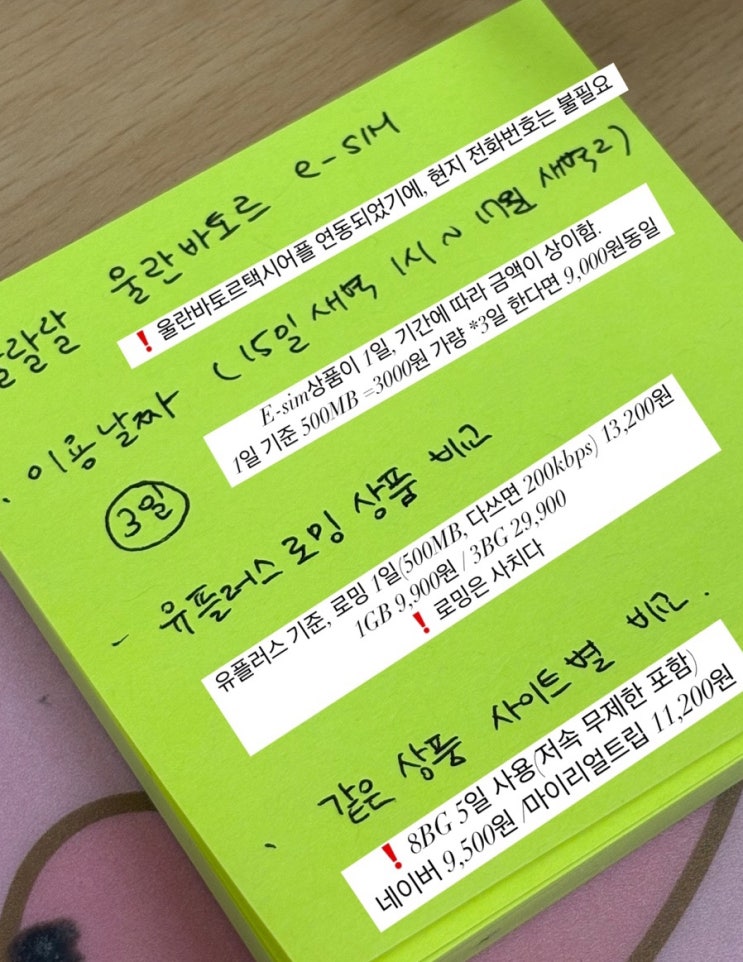 울란바토르 e-SIM
❗ 울란바토르택시어플 연동되었기에, 현지 전화번호는 불필요
. 이용날짜 (15일 새벽 1시 ~ 17일 새벽2)
E-sim상품이 1일, 기간에 따라 금액이 상이함.
1일 기준 500MB =3000원 가량 *3일 한다면 9,000원동일
3일
- 유플러스 로밍 상품 비교
유플러스 기준, 로밍 1일(500MB, 다쓰면 200kbps) 13,200원
1GB 9,900원 / 3BG 29,900
❗ 로밍은 사치다
. 같은 상품 사이트별 비교.
❗ 8BG 5일 사용(저속 무제한 포함)
네이버 9,500원 /마이리얼트립 11,200원